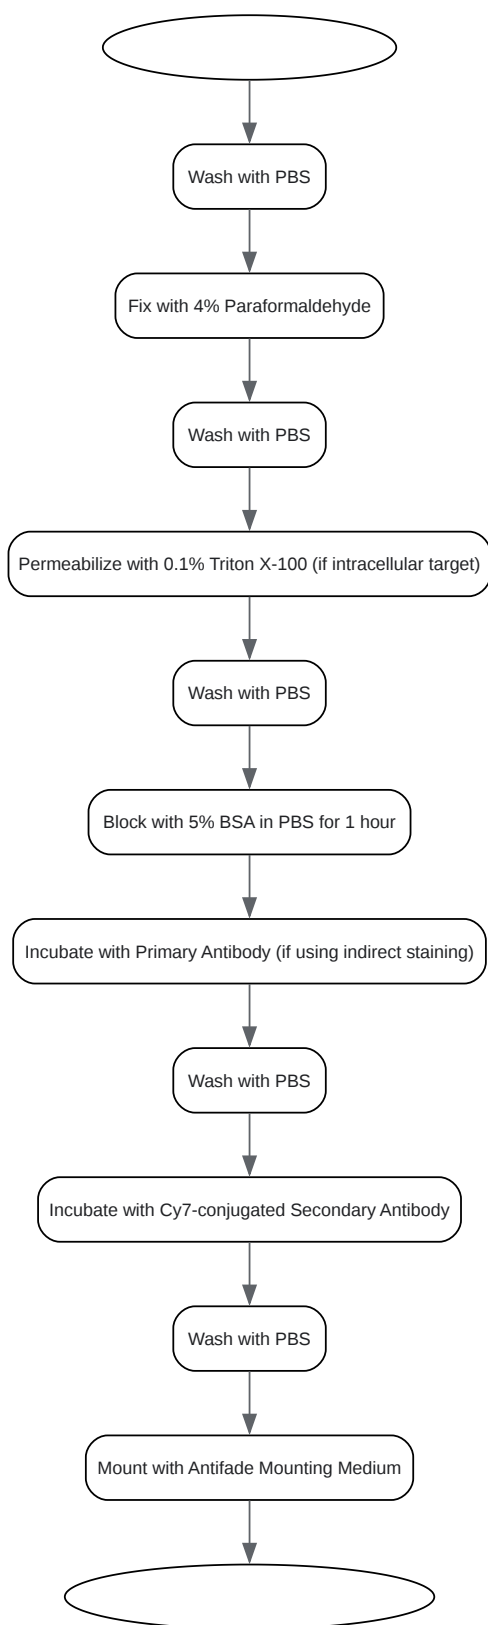 Wash with PBS
Fix with 4% Paraformaldehyde
Wash with PBS
Permeabilize with 0.1% Triton X-100 (if intracellular target)
Wash with PBS
Block with 5% BSA in PBS for 1 hour
Incubate with Primary Antibody (if using indirect staining)
Wash with PBS
Incubate with Cy7-conjugated Secondary Antibody
Wash with PBS
Mount with Antifade Mounting Medium